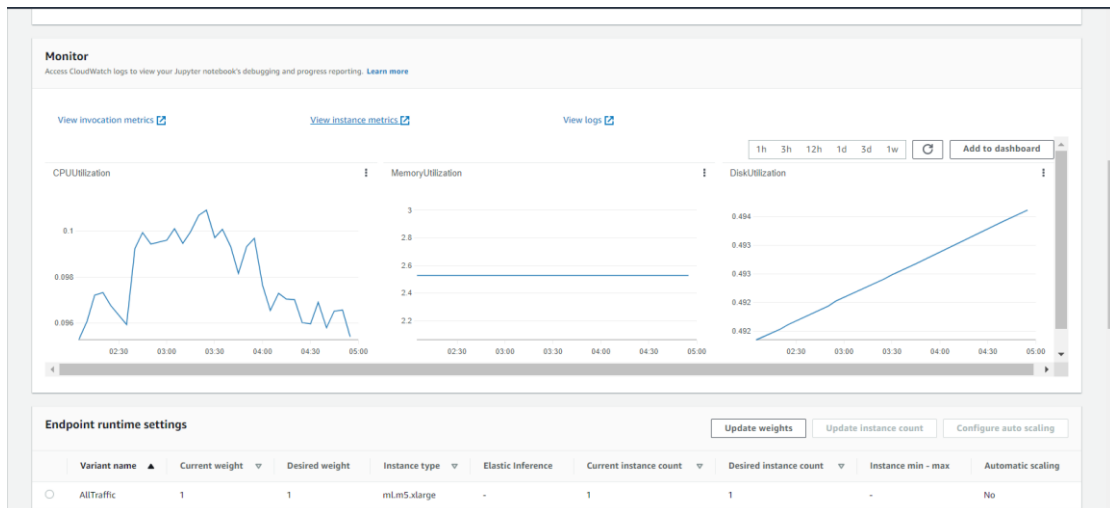 Monitor
Access CloudWatch logs to view your Jupyter notebook's debugging and progress reporting. Learn more
View invocation metrics View instance metrics View logs
1h 3h 12h 1d 3d 1w Add to dashboard
CPUUtilization MemoryUtilization DiskUtilization
0.1
0.098
0.096
02:30 03:00 03:30 04:00 04:30 05:00
3
2.8
2.6
2.4
2.2
02:30 03:00 03:30 04:00 04:30 05:00
0.494
0.493
0.493
0.492
0.492
02:30 03:00 03:30 04:00 04:30 05:00
Endpoint runtime settings Update weights Update instance count Configure auto scaling
Variant name Current weight Desired weight Instance type Elastic Inference Current instance count Desired instance count Instance min - max Automatic scaling
AllTraffic 1 1 ml.m5.xlarge - 1 1 - No